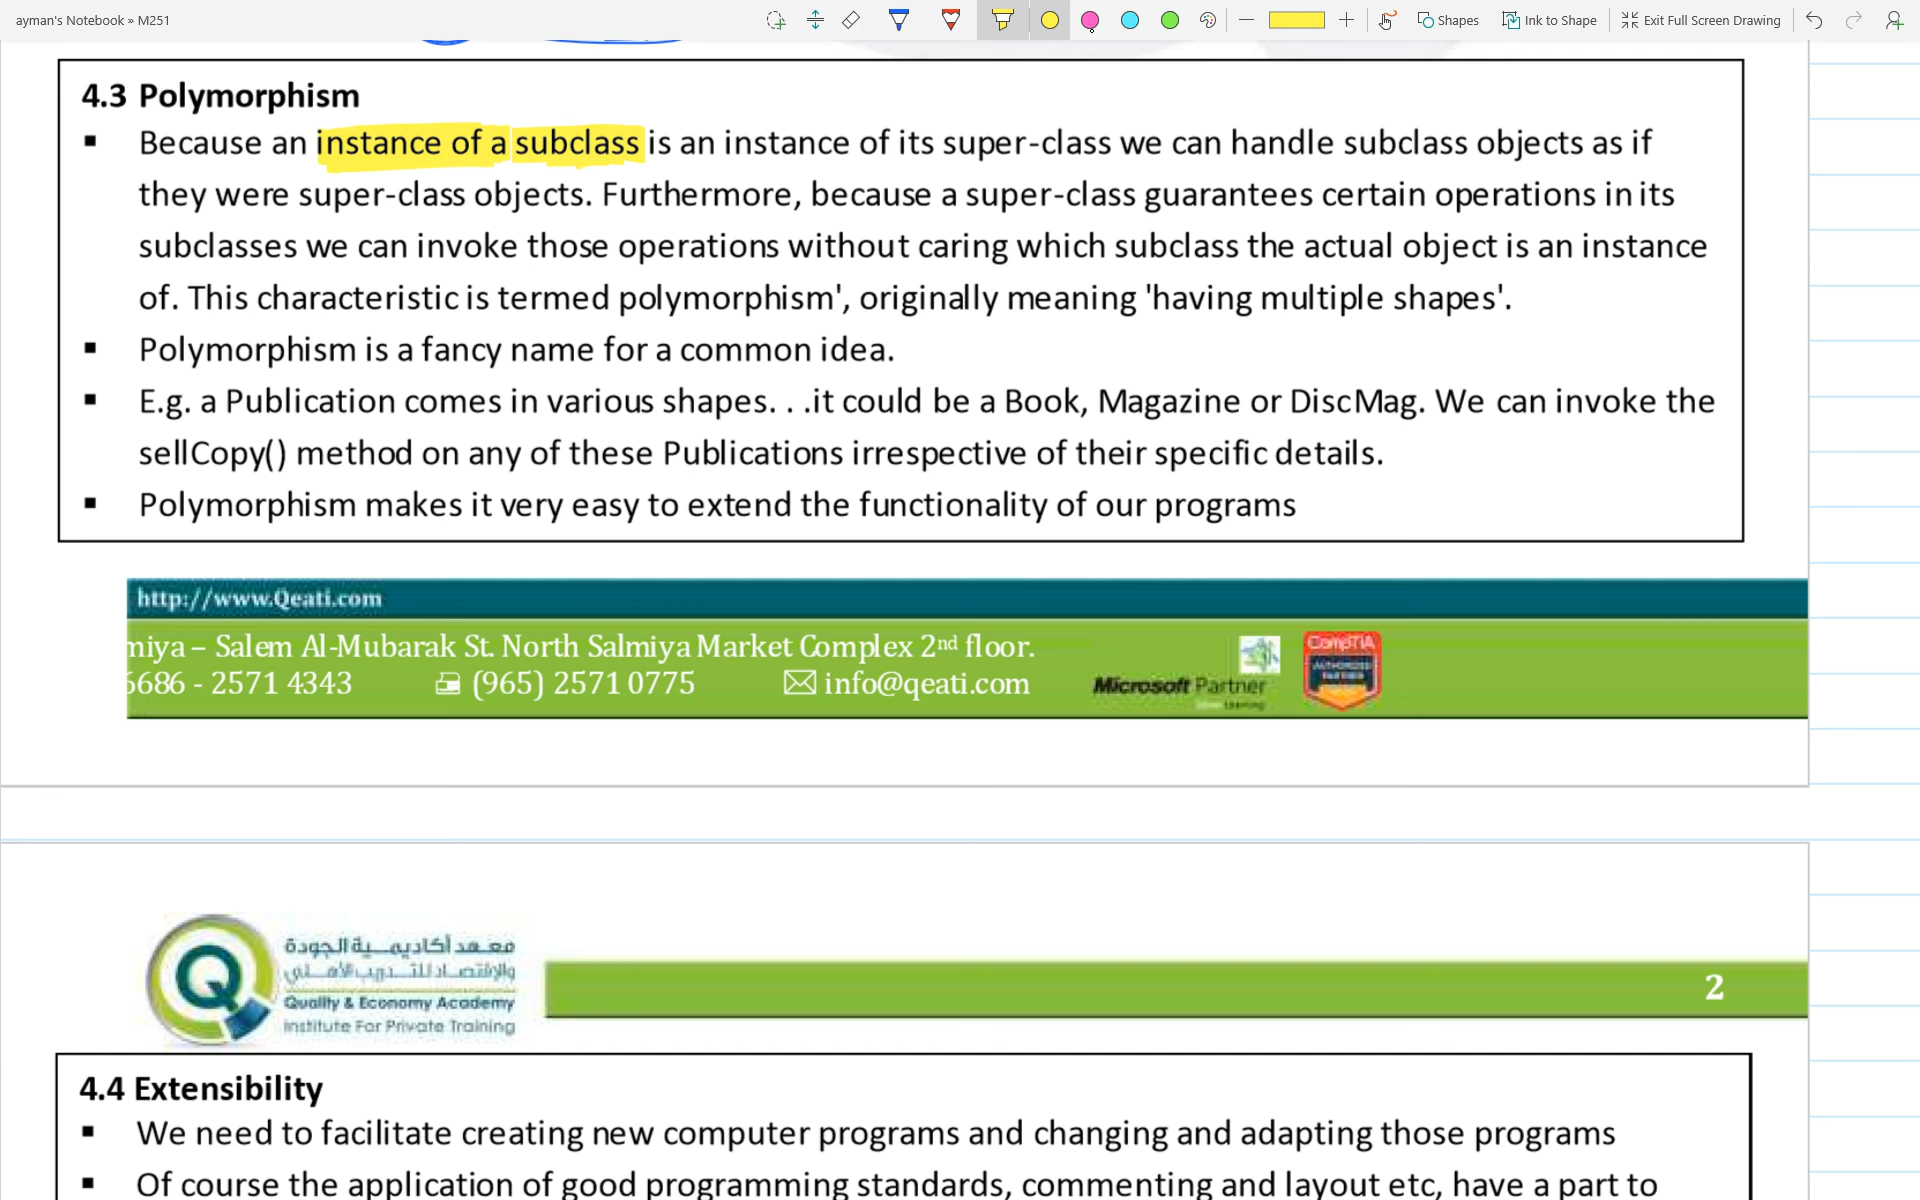 ayman's Notebook » M251
Shapes
Ink to Shape
Exit Full Screen Drawing
4.3 Polymorphism
▪ Because an instance of a subclass is an instance of its super-class we can handle subclass objects as if
they were super-class objects. Furthermore, because a super-class guarantees certain operations in its
subclasses we can invoke those operations without caring which subclass the actual object is an instance
of. This characteristic is termed polymorphism', originally meaning 'having multiple shapes'.
▪ Polymorphism is a fancy name for a common idea.
▪ E.g. a Publication comes in various shapes. . .it could be a Book, Magazine or DiscMag. We can invoke the
sellCopy() method on any of these Publications irrespective of their specific details.
▪ Polymorphism makes it very easy to extend the functionality of our programs
http://www.Qeati.com
miya – Salem Al-Mubarak St. North Salmiya Market Complex 2nd floor.
6686 - 2571 4343 (965) 2571 0775 info@qeati.com
CompTIA
AUTHORIZED
PARTNER
Microsoft Partner
Learning
معهد أكاديمية الجودة
والإقتصاد للتدريب الأهلي
Quality & Economy Academy
Institute For Private Training
2
4.4 Extensibility
▪ We need to facilitate creating new computer programs and changing and adapting those programs
▪ Of course the application of good programming standards, commenting and layout etc, have a part to